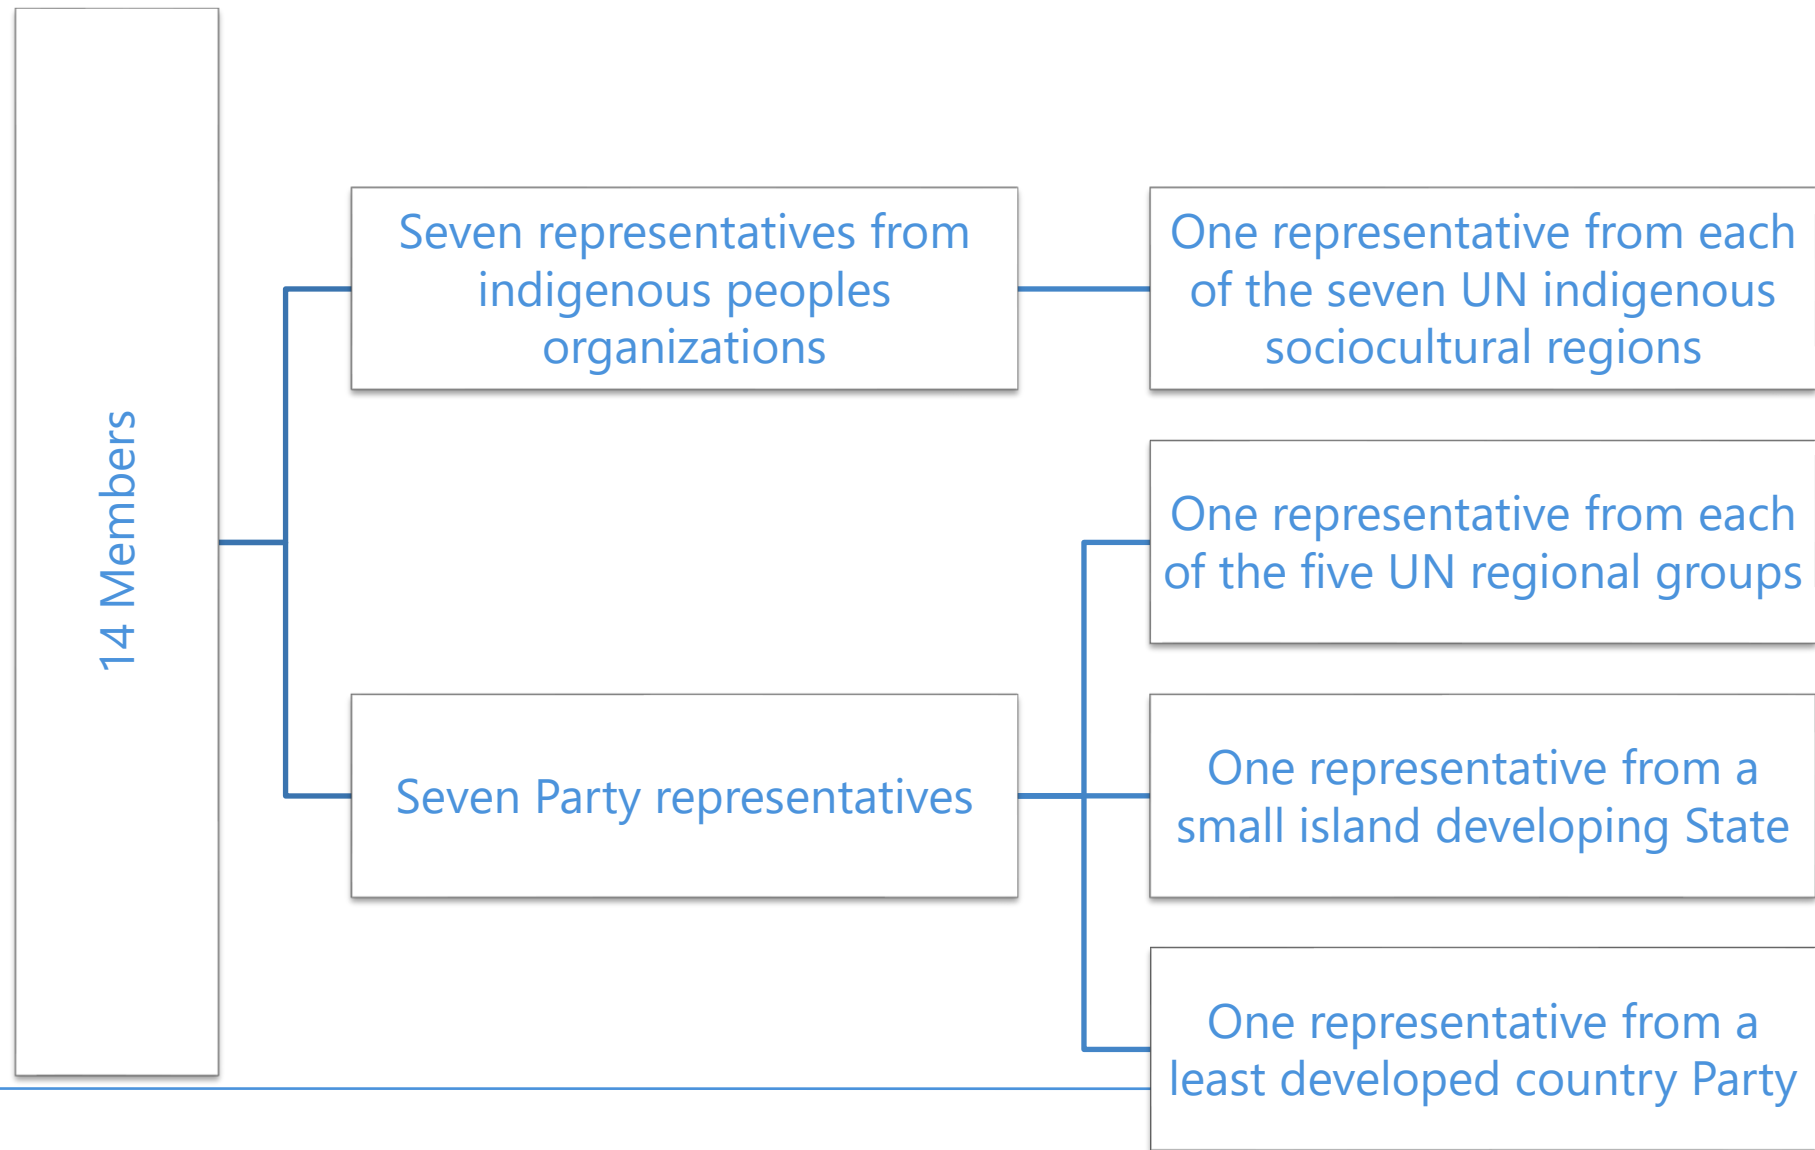 14 Members
Seven representatives from
indigenous peoples
organizations
One representative from each
of the seven UN indigenous
sociocultural regions
Seven Party representatives
One representative from each
of the five UN regional groups
One representative from a
small island developing State
One representative from a
least developed country Party